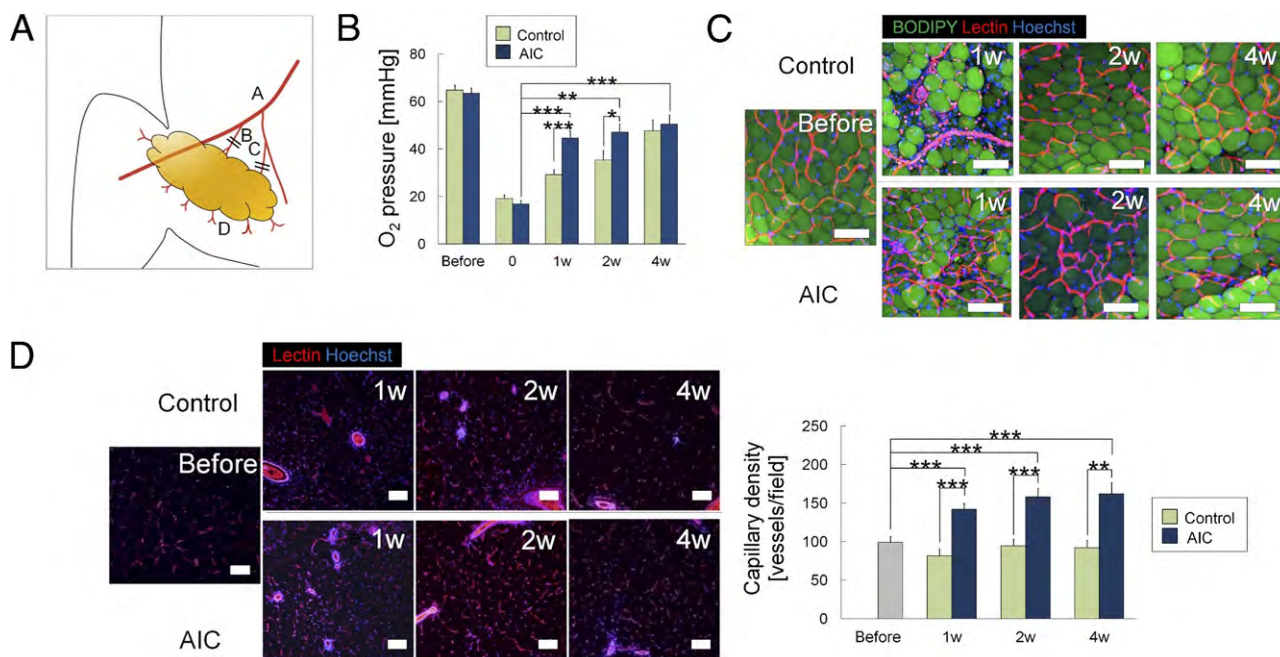 A
A
B
C
D
B
Control
AIC
O2 pressure [mmHg]
80
60
40
20
0
***
**
***
***
*
Before
0
1w
2w
4w
C
BODIPY Lectin Hoechst
Control
Before
AIC
1w
2w
4w
1w
2w
4w
D
Lectin Hoechst
Control
Before
AIC
1w
2w
4w
1w
2w
4w
Capillary density
[vessels/field]
250
200
150
100
50
0
***
***
***
***
***
**
Before
1w
2w
4w
Control
AIC